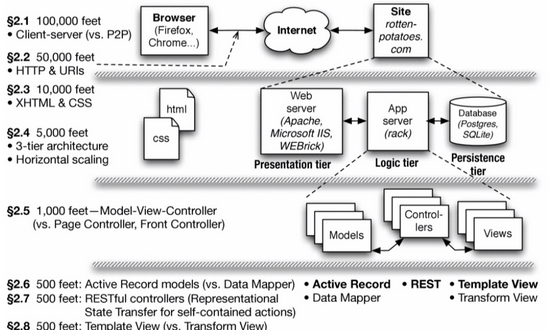 §2.1 100,000 feet
• Client-server (vs. P2P)
§2.2 50,000 feet
• HTTP & URIs
§2.3 10,000 feet
• XHTML & CSS
§2.4 5,000 feet
• 3-tier architecture
• Horizontal scaling
Browser
(Firefox,
Chrome...)
Internet
Site
rotten-
potatoes.
com
html
css
Web
server
(Apache,
Microsoft IIS,
WEBrick)
Presentation tier
App
server
(rack)
Logic tier
Database
(Postgres,
SQLite)
Persistence
tier
§2.5 1,000 feet—Model-View-Controller
(vs. Page Controller, Front Controller)
Models
Control-
lers
Views
§2.6 500 feet: Active Record models (vs. Data Mapper)
§2.7 500 feet: RESTful controllers (Representational
State Transfer for self-contained actions)
§2.8 500 feet: Template View (vs. Transform View)
• Active Record
• Data Mapper
• REST
• Template View
• Transform View